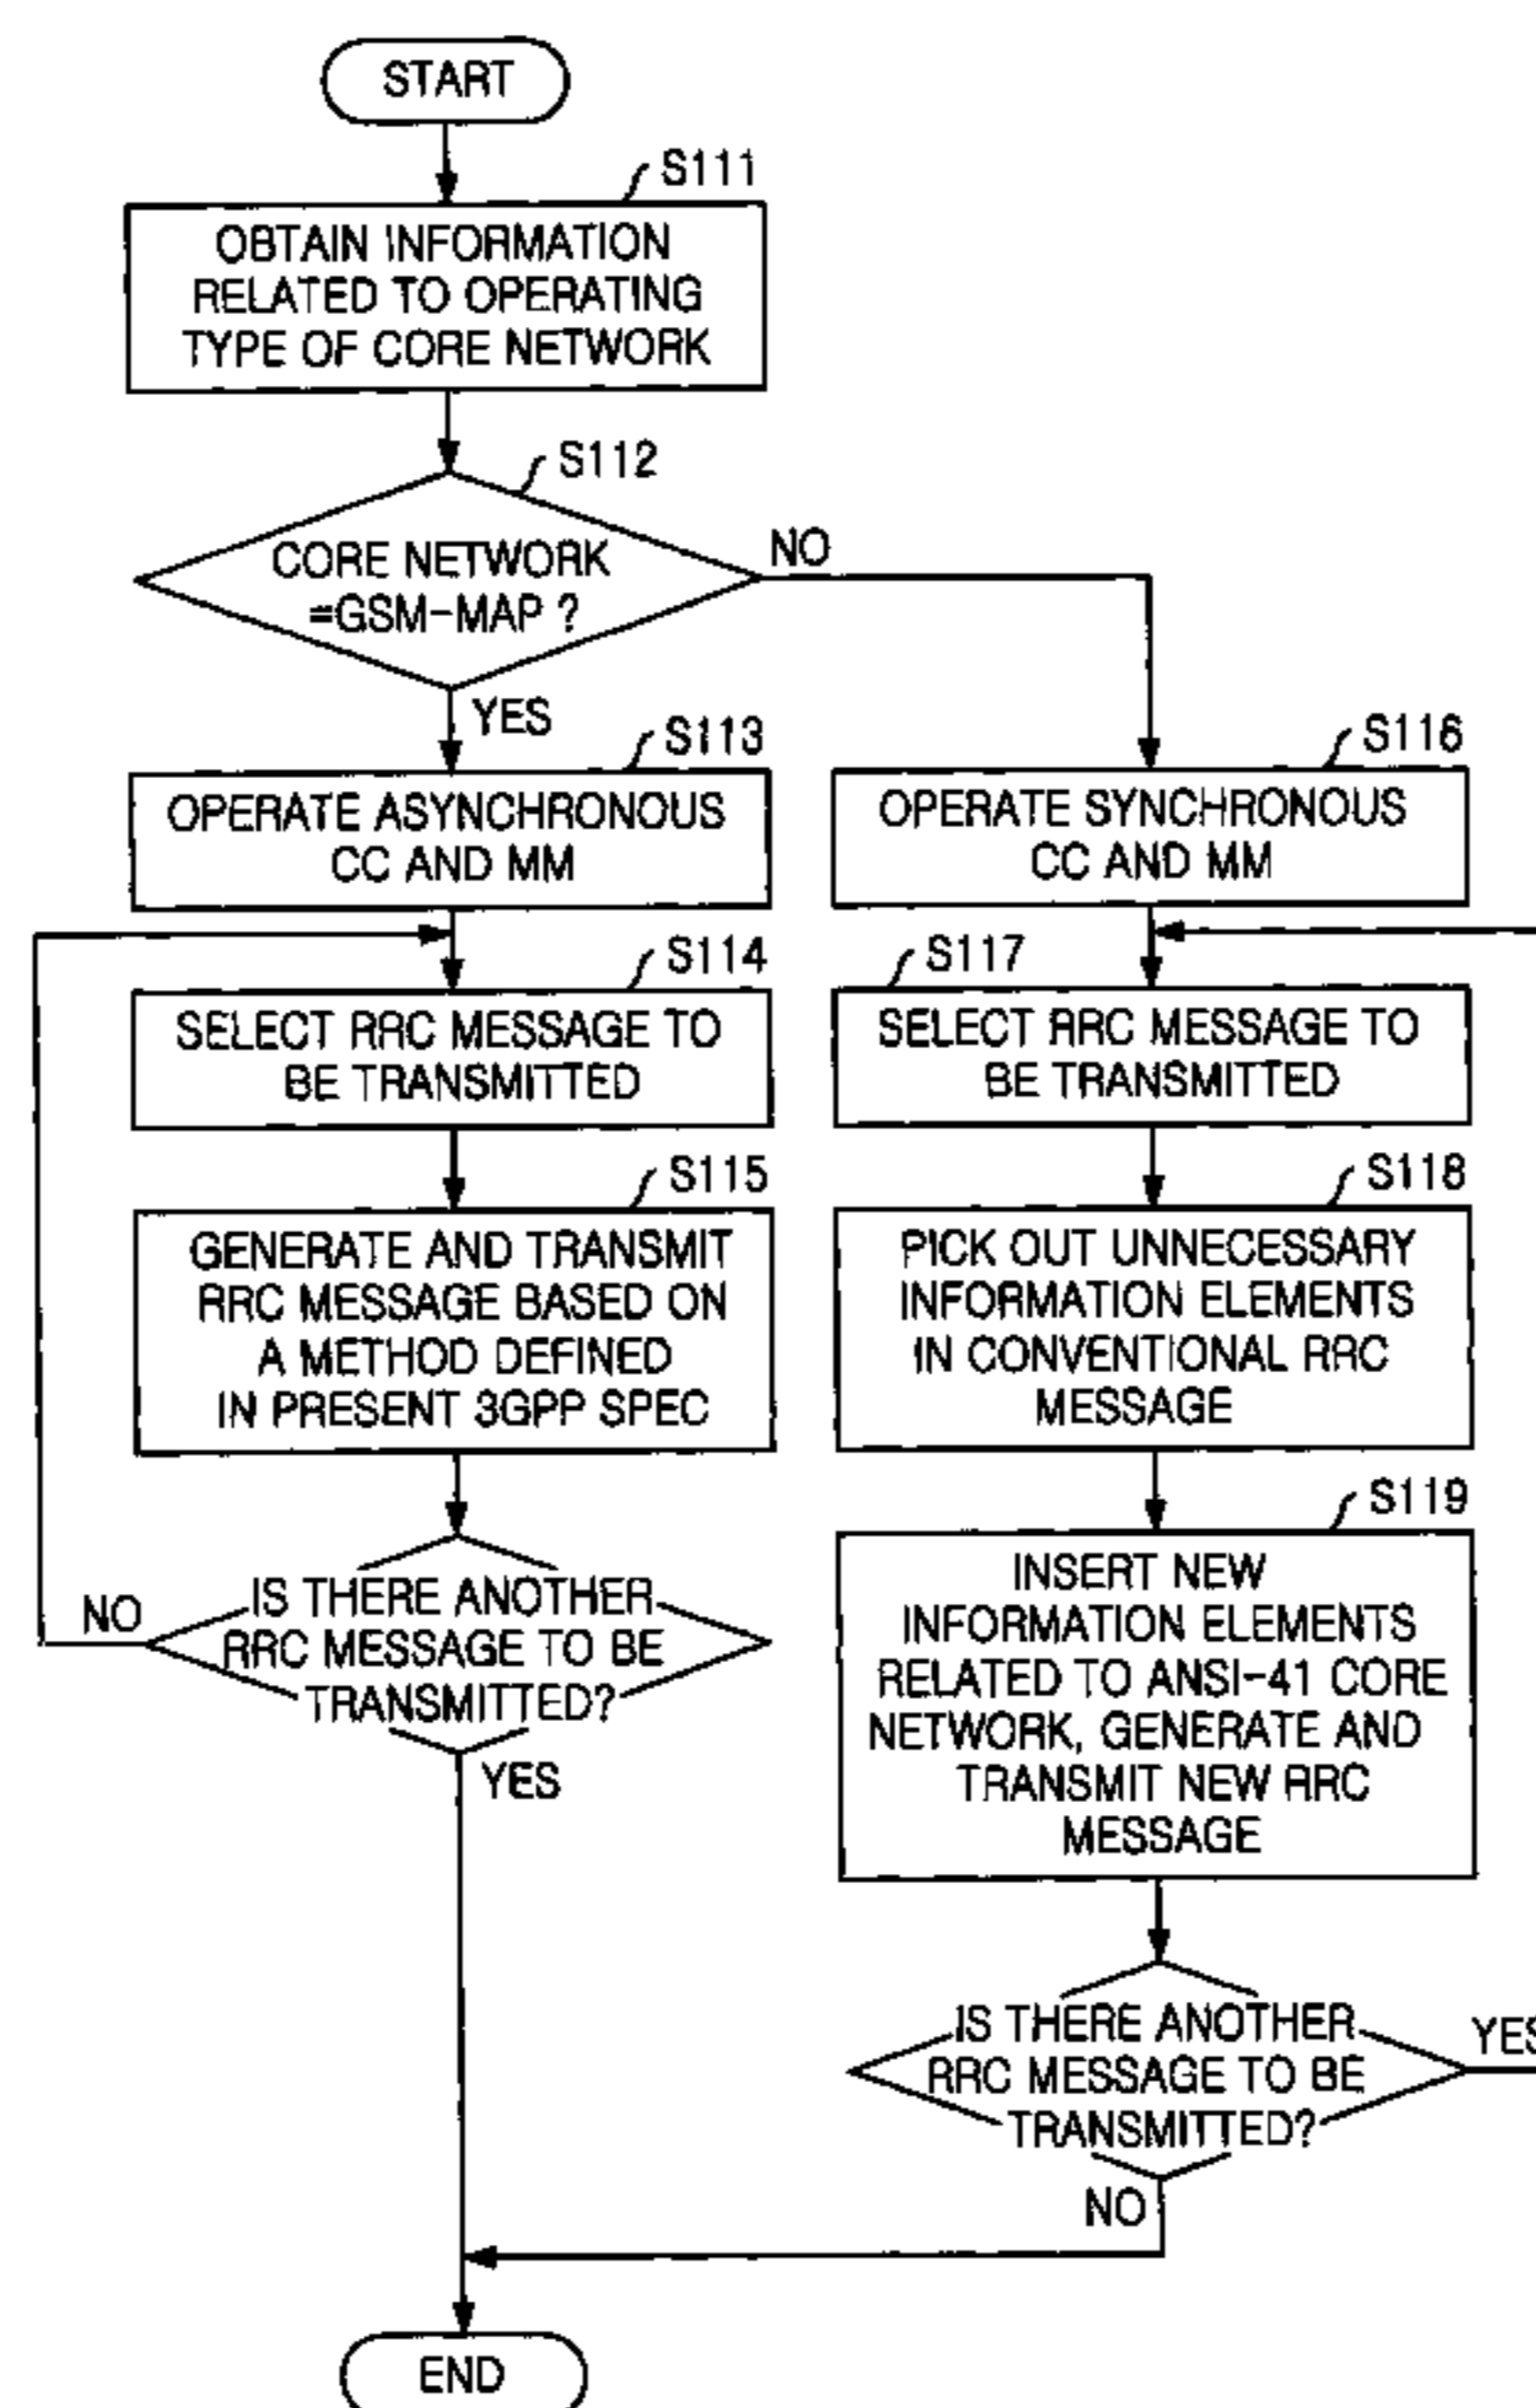 START
S111
OBTAIN INFORMATION
RELATED TO OPERATING
TYPE OF CORE NETWORK
S112
CORE NETWORK
=GSM-MAP ?
NO
YES
S113
OPERATE ASYNCHRONOUS
CC AND MM
S114
SELECT RRC MESSAGE TO
BE TRANSMITTED
S115
GENERATE AND TRANSMIT
RRC MESSAGE BASED ON
A METHOD DEFINED
IN PRESENT 3GPP SPEC
IS THERE ANOTHER
RRC MESSAGE TO BE
TRANSMITTED?
NO
YES
S116
OPERATE SYNCHRONOUS
CC AND MM
S117
SELECT RRC MESSAGE TO
BE TRANSMITTED
S118
PICK OUT UNNECESSARY
INFORMATION ELEMENTS
IN CONVENTIONAL RRC
MESSAGE
S119
INSERT NEW
INFORMATION ELEMENTS
RELATED TO ANSI-41 CORE
NETWORK, GENERATE AND
TRANSMIT NEW RRC
MESSAGE
IS THERE ANOTHER
RRC MESSAGE TO BE
TRANSMITTED?
YES
NO
END